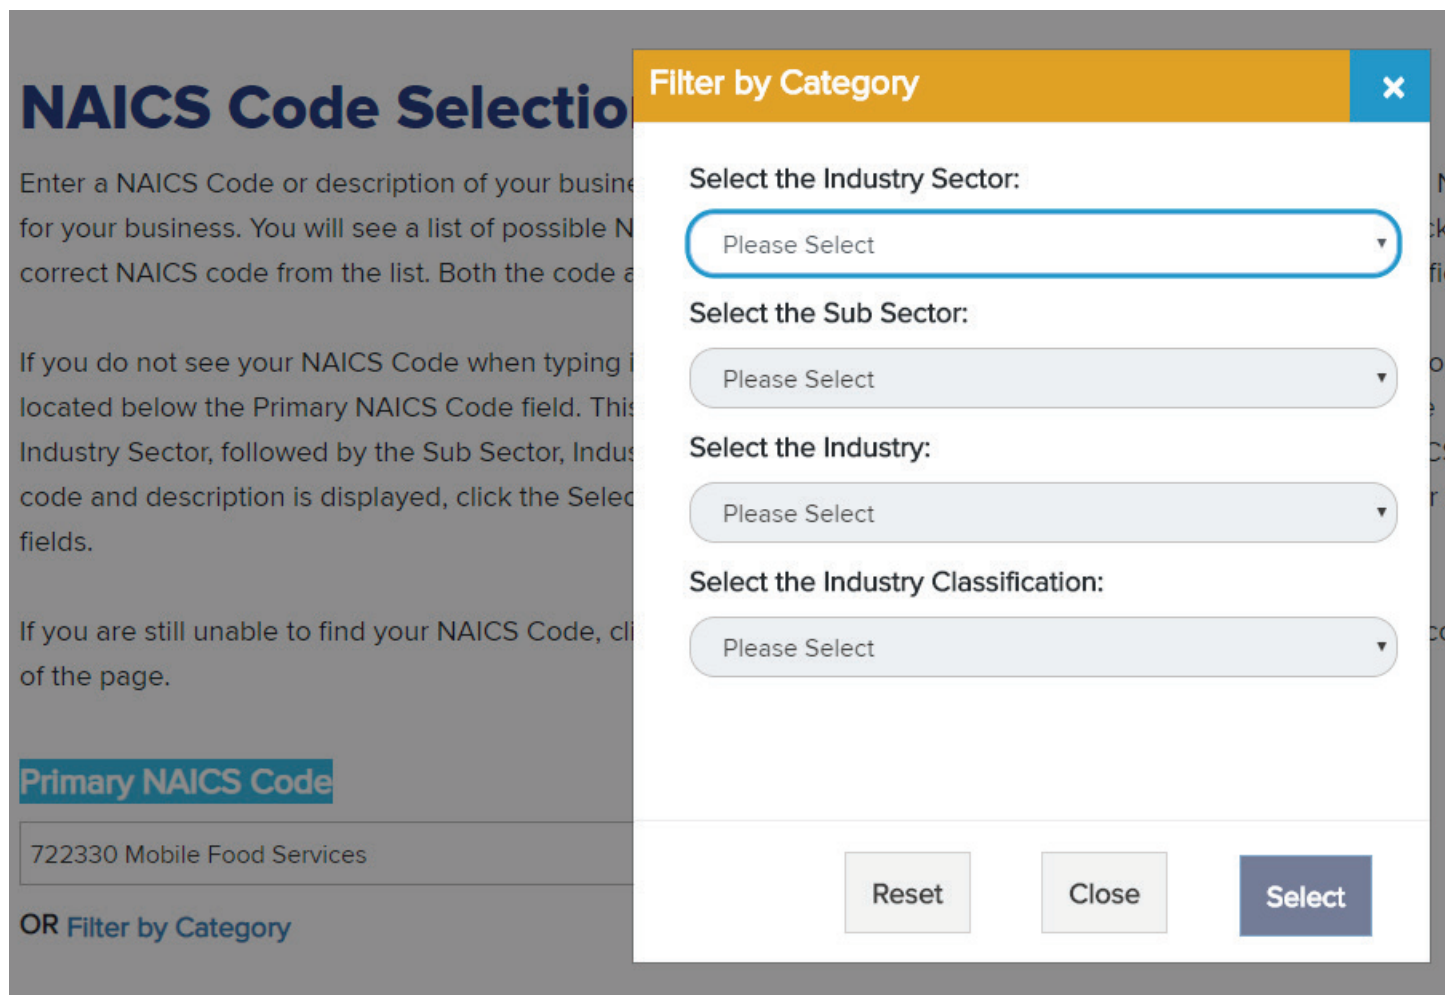 NAICS Code Selectio
Enter a NAICS Code or description of your busine
for your business. You will see a list of possible N
correct NAICS code from the list. Both the code a
If you do not see your NAICS Code when typing i
located below the Primary NAICS Code field. This
Industry Sector, followed by the Sub Sector, Indus
code and description is displayed, click the Selec
fields.
If you are still unable to find your NAICS Code, cli
of the page.
Primary NAICS Code
722330 Mobile Food Services
OR Filter by Category
Filter by Category
×
Select the Industry Sector:
Please Select
Select the Sub Sector:
Please Select
Select the Industry:
Please Select
Select the Industry Classification:
Please Select
Reset
Close
Select